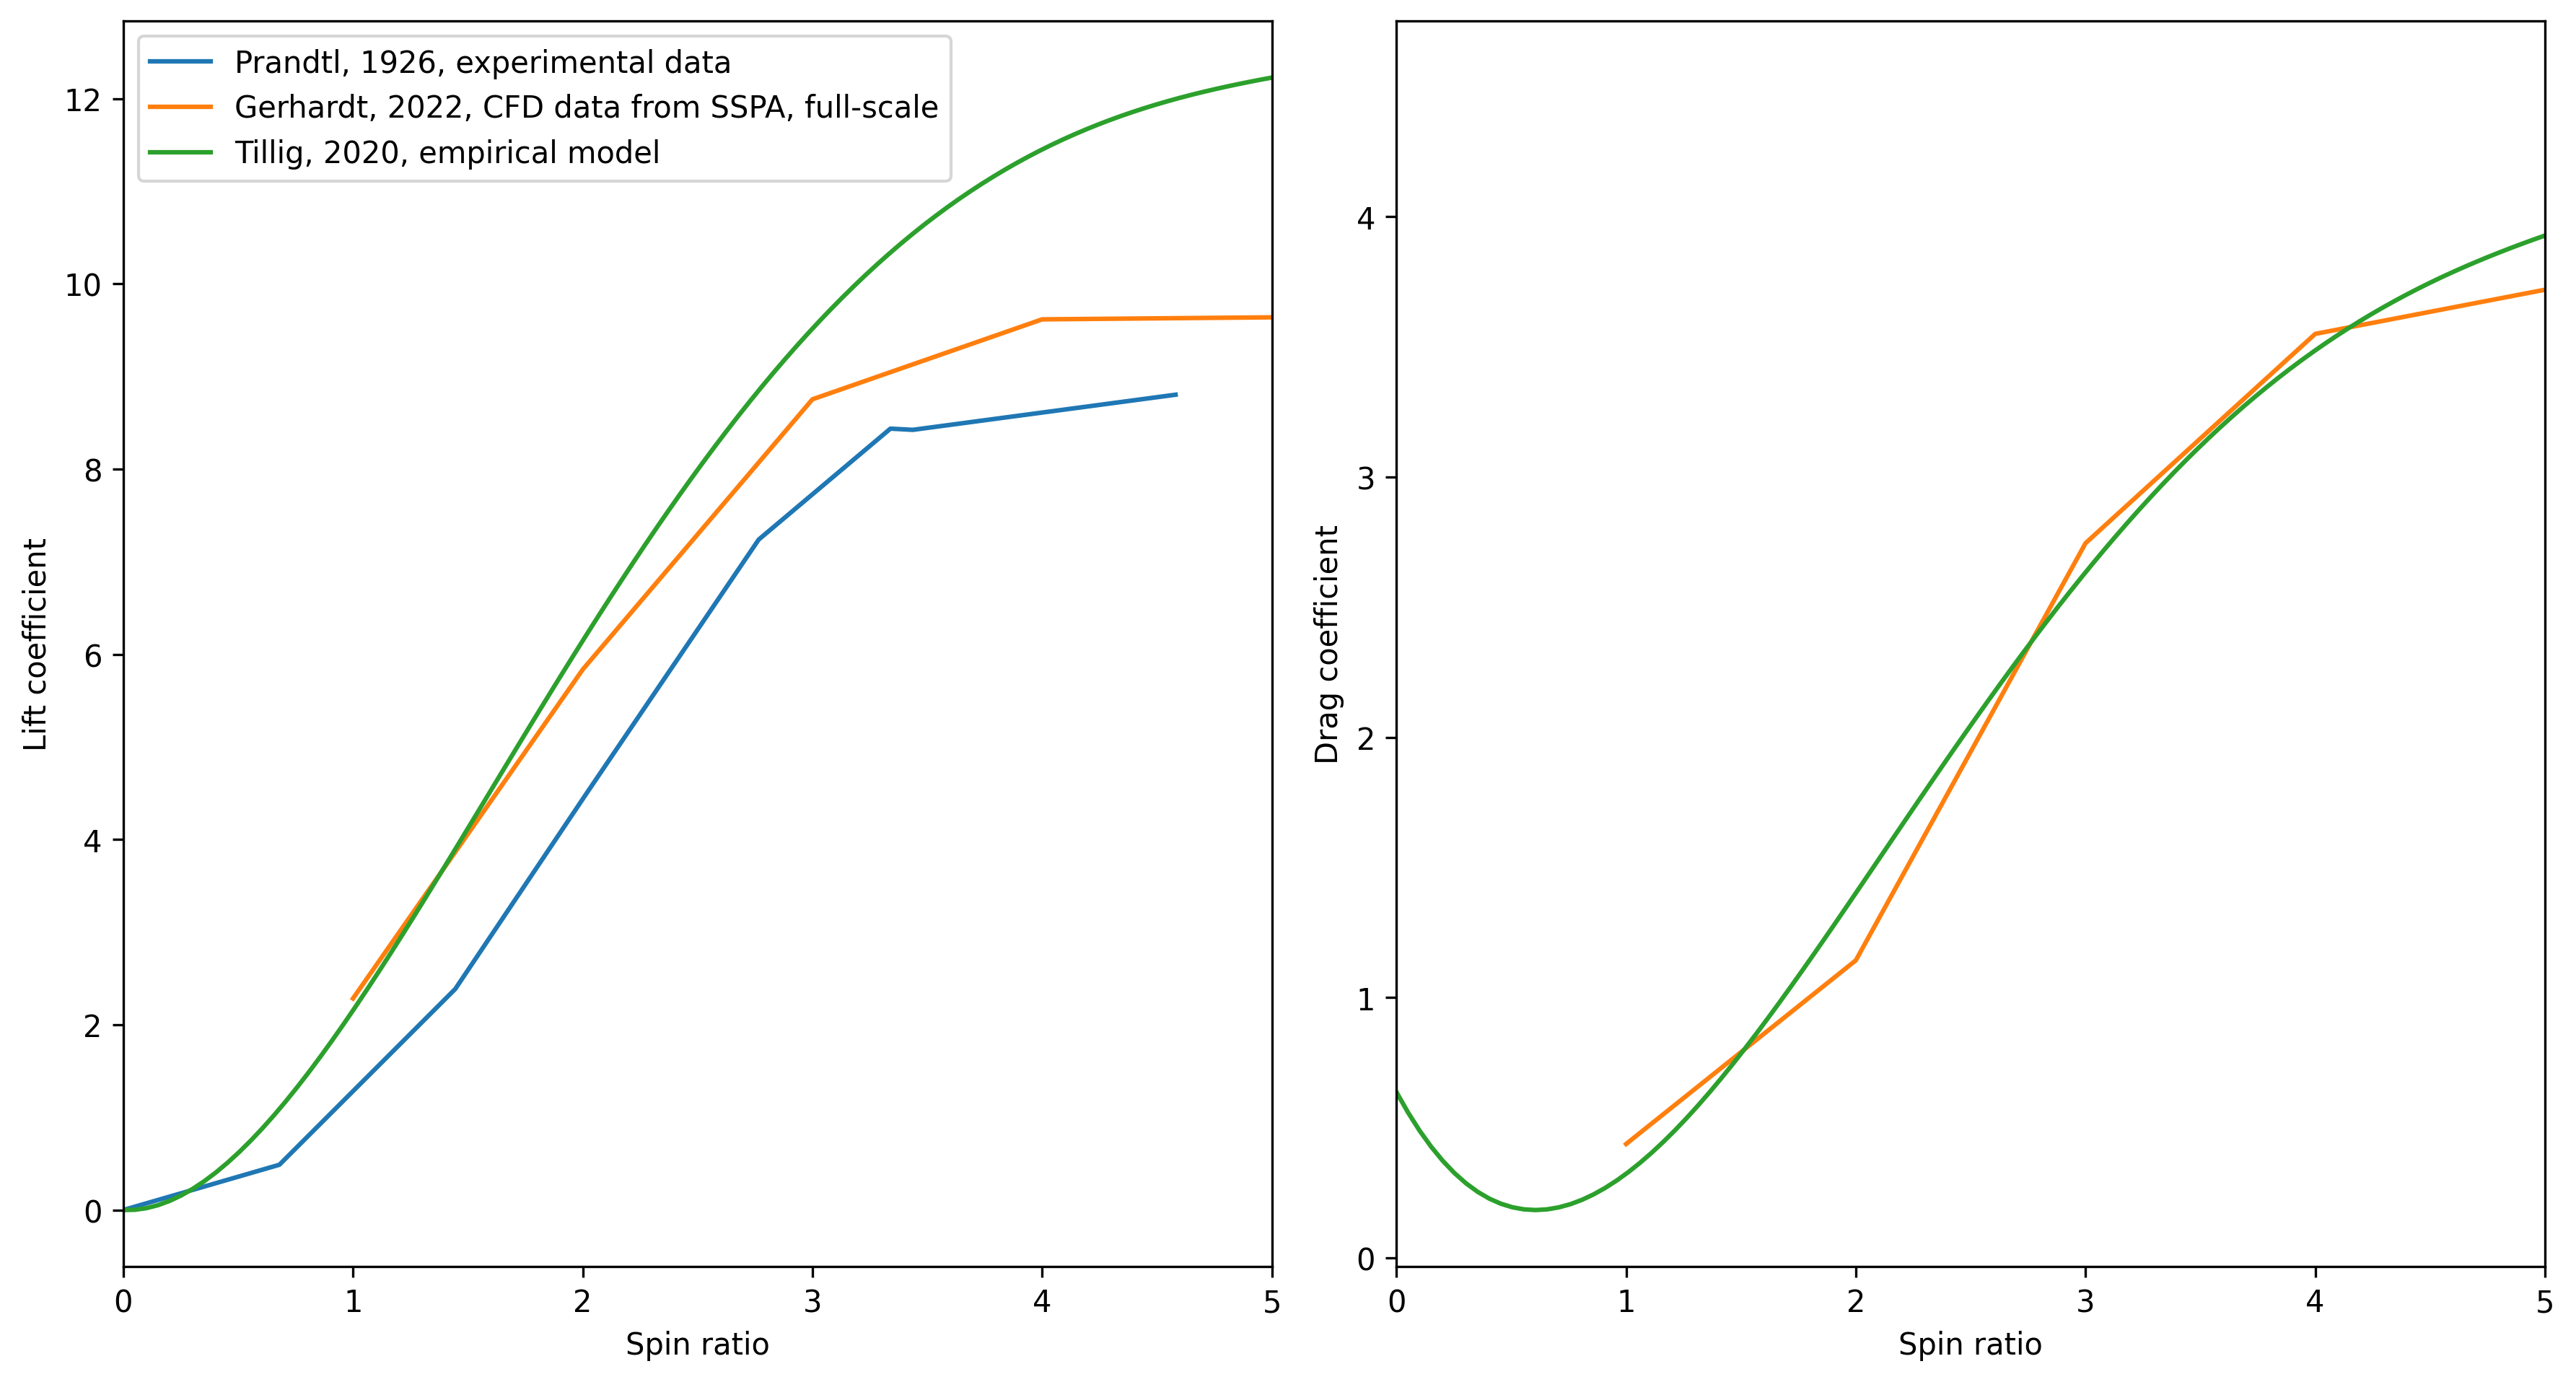 Prandtl, 1926, experimental data
Gerhardt, 2022, CFD data from SSPA, full-scale
Tillig, 2020, empirical model
12
10
8
6
4
2
0
Lift coefficient
0 1 2 3 4 5
Spin ratio
4
3
2
1
0
Drag coefficient
0 1 2 3 4 5
Spin ratio